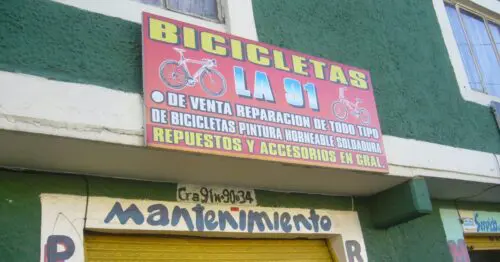 BICICLETAS
LA 91
• DE VENTA REPARACION DE TODO TIPO
DE BICICLETAS PINTURA HORNEABLE SOLDADURA
REPUESTOS Y ACCESORIOS EN GRAL.
Cra 91 Nº 90-34
mantenimiento
P
R